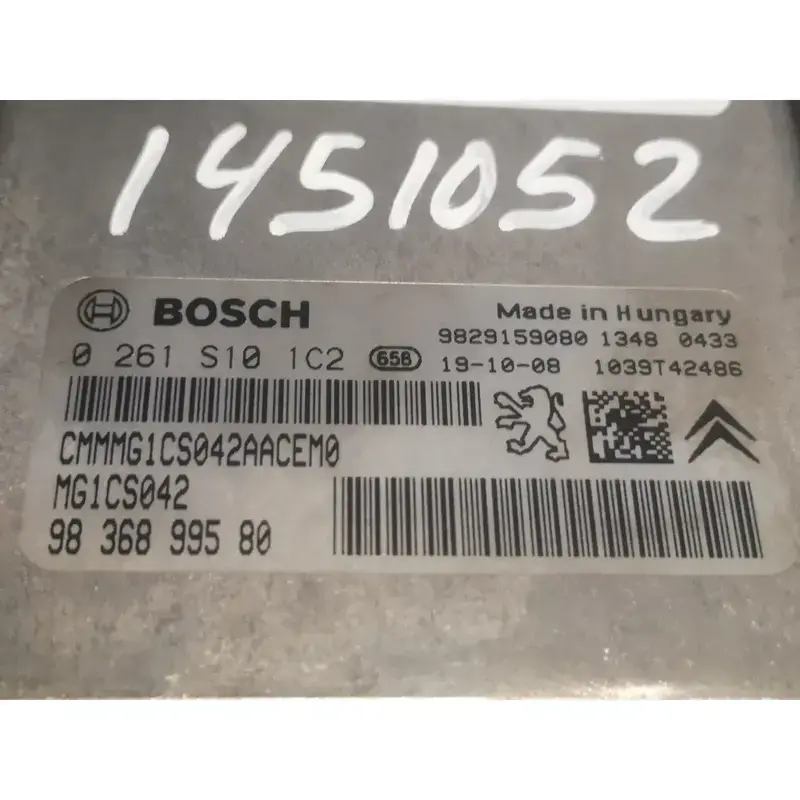 1451052
BOSCH
Made in Hungary
9829159080 1348 0433
0 261 S10 1C2 658 19-10-08 1039T42486
CMMMG1CS042AACEM0
MG1CS042
98 368 995 80